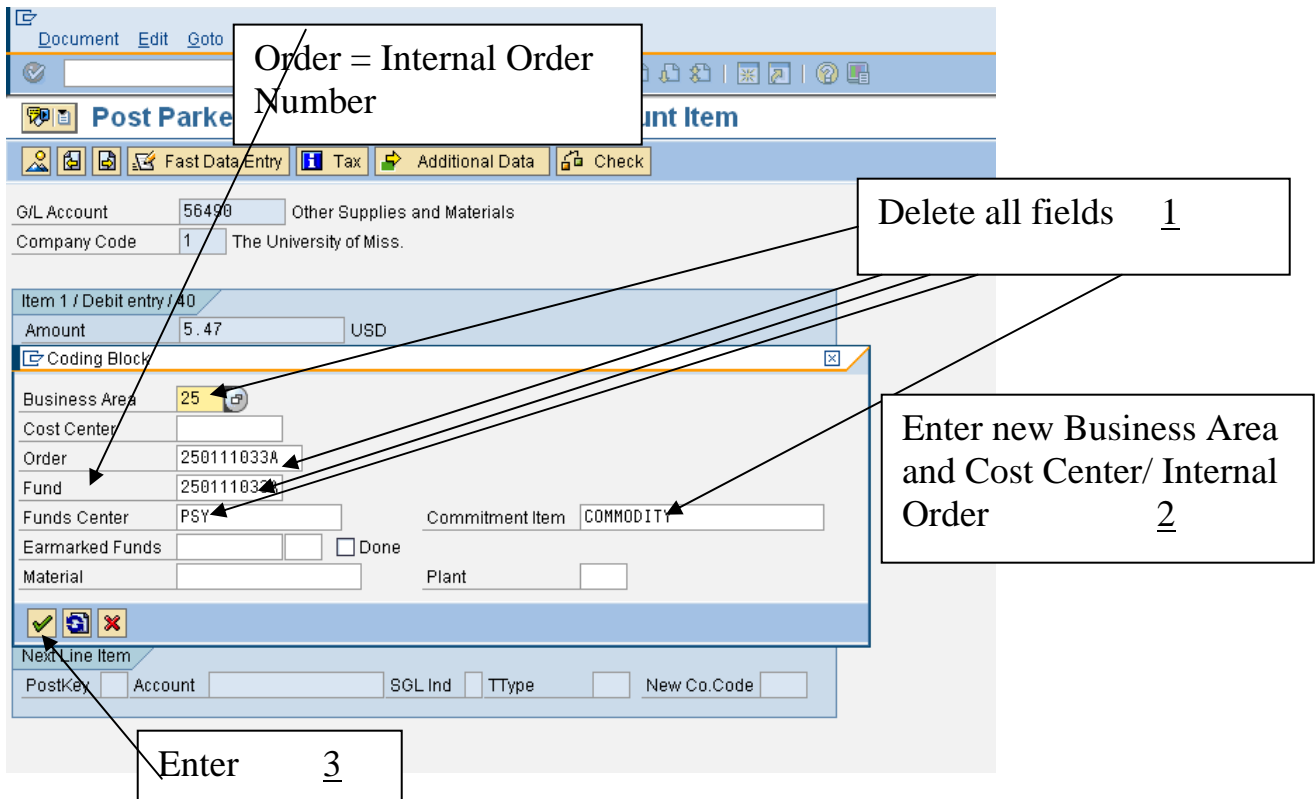 Document Edit Goto
Order = Internal Order
Number
Post Parke
unt Item
Fast Data Entry Tax Additional Data Check
G/L Account 56490 Other Supplies and Materials
Company Code 1 The University of Miss.
Delete all fields 1
Item 1 / Debit entry / 40
Amount 5.47 USD
Coding Block
Business Area 25
Cost Center
Order 250111033A
Fund 250111033A
Funds Center PSY Commitment Item COMMODITY
Earmarked Funds Done
Material Plant
Enter new Business Area
and Cost Center/ Internal
Order 2
Next Line Item
PostKey Account SGL Ind TType New Co.Code
Enter 3